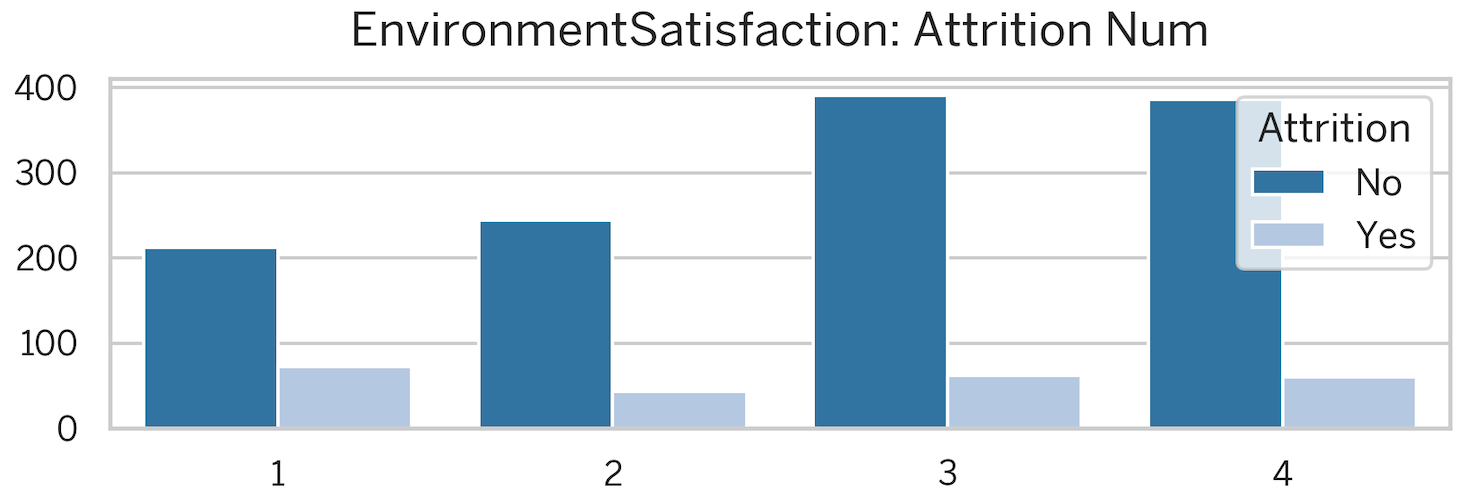 EnvironmentSatisfaction: Attrition Num
400
300
200
100
0
Attrition
No
Yes
1 2 3 4